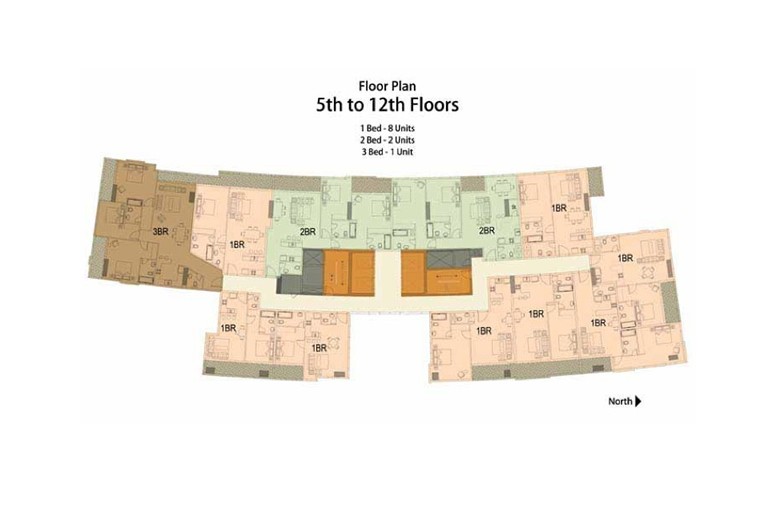 Floor Plan
5th to 12th Floors
1 Bed - 8 Units
2 Bed - 2 Units
3 Bed - 1 Unit
3BR
1BR
2BR
2BR
1BR
1BR
1BR
1BR
1BR
1BR
1BR
North